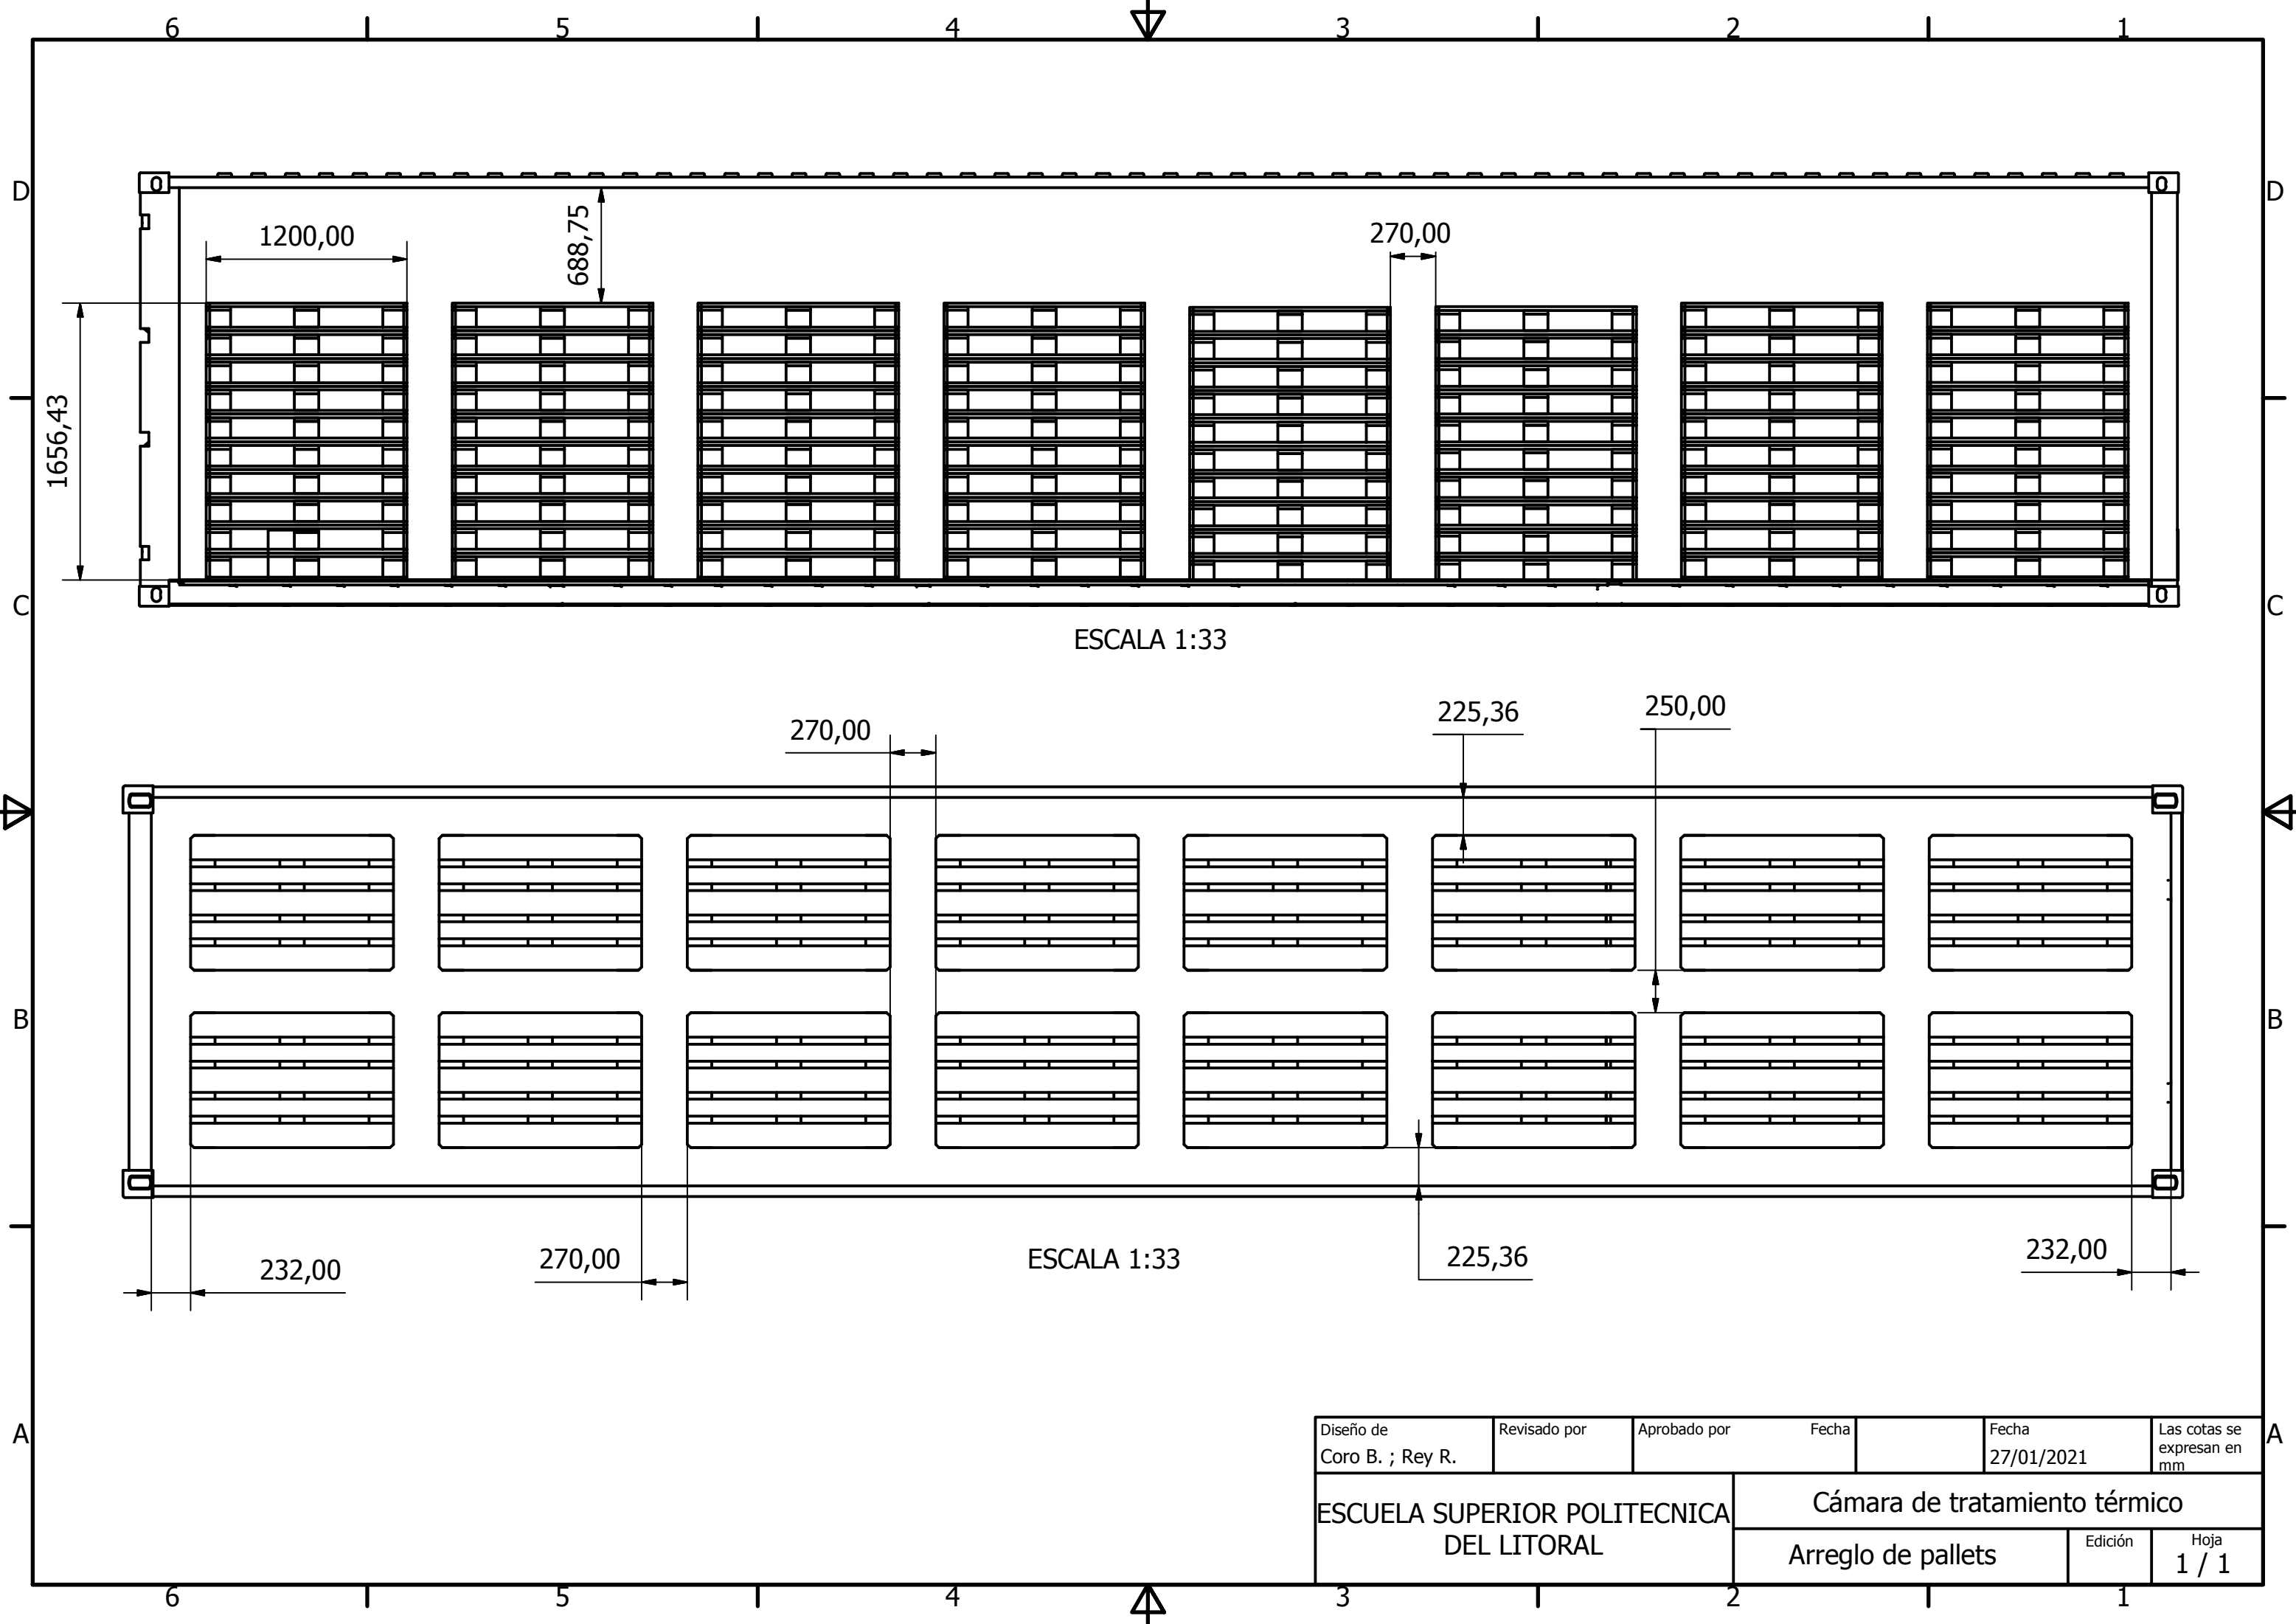 6 5 4 3 2 1
D D
1200,00
688,75
270,00
1656,43
C C
ESCALA 1:33
225,36
250,00
270,00
B B
232,00
270,00
ESCALA 1:33
225,36
232,00
A A
Diseño de
Coro B. ; Rey R.
Revisado por
Aprobado por
Fecha
Fecha
27/01/2021
Las cotas se
expresan en
mm
ESCUELA SUPERIOR POLITECNICA
DEL LITORAL
Cámara de tratamiento térmico
Arreglo de pallets
Edición
Hoja
1 / 1
6 5 4 3 2 1